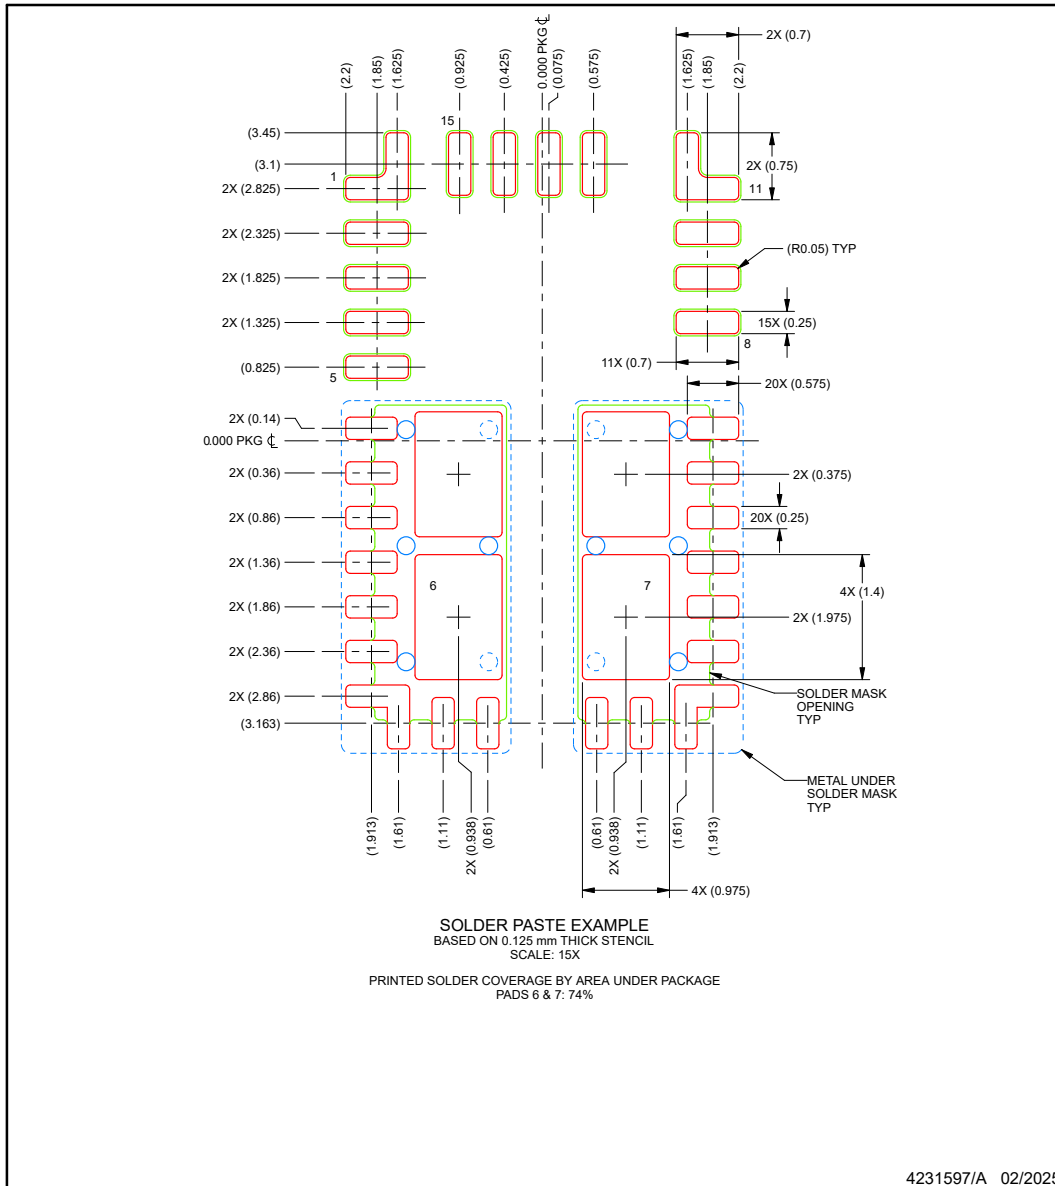 (2.2)
(1.85)
(1.625)
(0.925)
(0.425)
0.000 PKG ℄
(0.075)
(0.575)
2X (0.7)
(1.625)
(1.85)
(2.2)
(3.45)
15
(3.1)
2X (0.75)
1
2X (2.825)
11
2X (2.325)
(R0.05) TYP
2X (1.825)
2X (1.325)
15X (0.25)
8
11X (0.7)
(0.825)
5
20X (0.575)
2X (0.14)
0.000 PKG ℄
2X (0.36)
2X (0.375)
2X (0.86)
20X (0.25)
2X (1.36)
6
7
4X (1.4)
2X (1.86)
2X (1.975)
2X (2.36)
2X (2.86)
SOLDER MASK
OPENING
TYP
(3.163)
METAL UNDER
SOLDER MASK
TYP
(1.913)
(1.61)
(1.11)
2X (0.938)
(0.61)
(0.61)
2X (0.938)
(1.11)
(1.61)
(1.913)
4X (0.975)
SOLDER PASTE EXAMPLE
BASED ON 0.125 mm THICK STENCIL
SCALE: 15X
PRINTED SOLDER COVERAGE BY AREA UNDER PACKAGE
PADS 6 & 7: 74%
4231597/A 02/2025